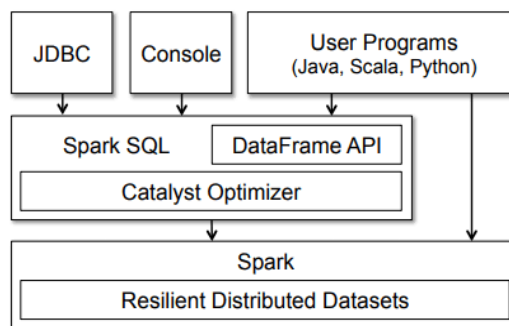 JDBC
Console
User Programs
(Java, Scala, Python)
Spark SQL
DataFrame API
Catalyst Optimizer
Spark
Resilient Distributed Datasets